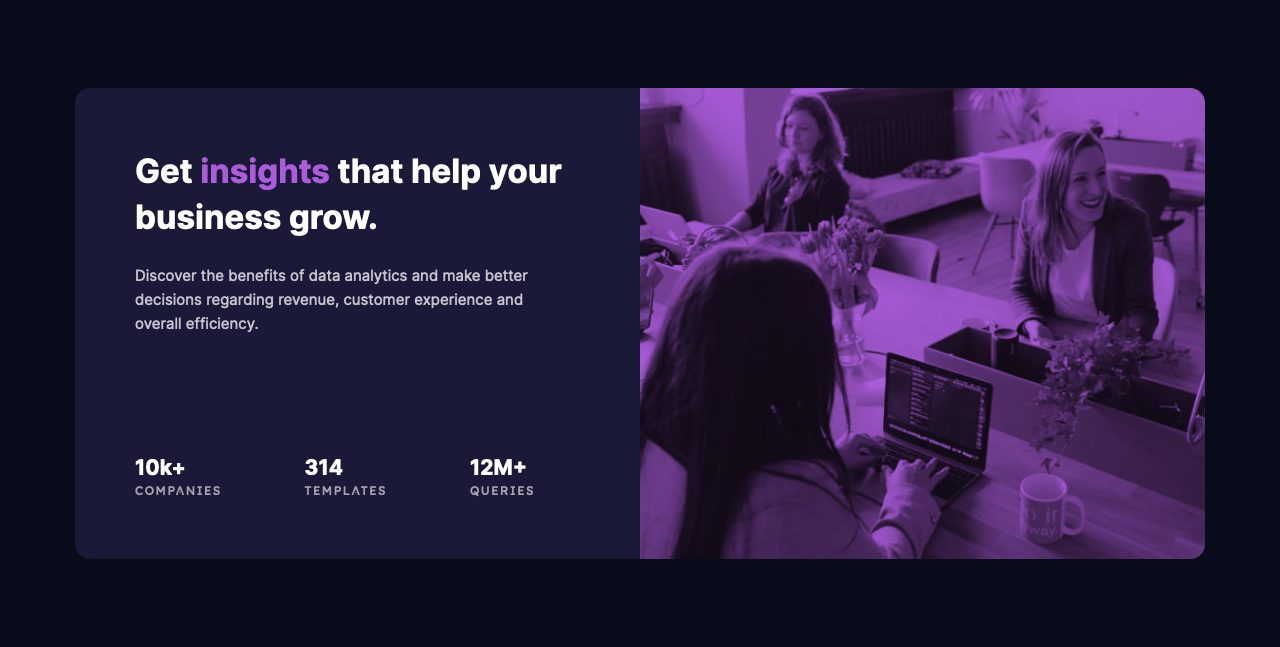 Get insights that help your
business grow.
Discover the benefits of data analytics and make better
decisions regarding revenue, customer experience and
overall efficiency.
10k+
COMPANIES
314
TEMPLATES
12M+
QUERIES